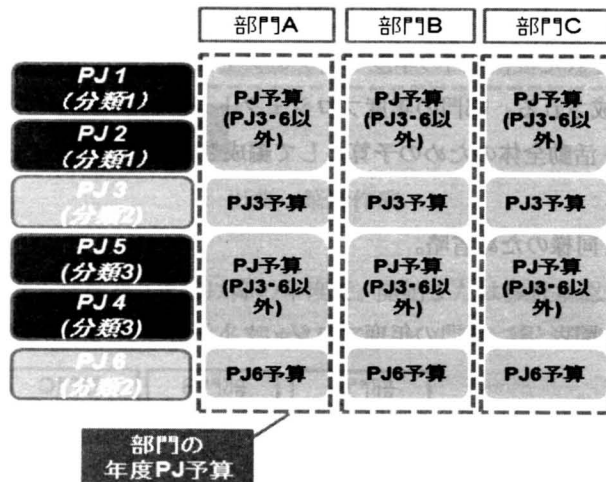 部門A 部門B 部門C
PJ 1
(分類1)
PJ 2
(分類1)
PJ 3
(分類2)
PJ 5
(分類3)
PJ 4
(分類3)
PJ 6
(分類2)
PJ予算
(PJ3・6以
外)
PJ予算
(PJ3・6以
外)
PJ予算
(PJ3・6以
外)
PJ3予算 PJ3予算 PJ3予算
PJ予算
(PJ3・6以
外)
PJ予算
(PJ3・6以
外)
PJ予算
(PJ3・6以
外)
PJ6予算 PJ6予算 PJ6予算
部門の
年度PJ予算